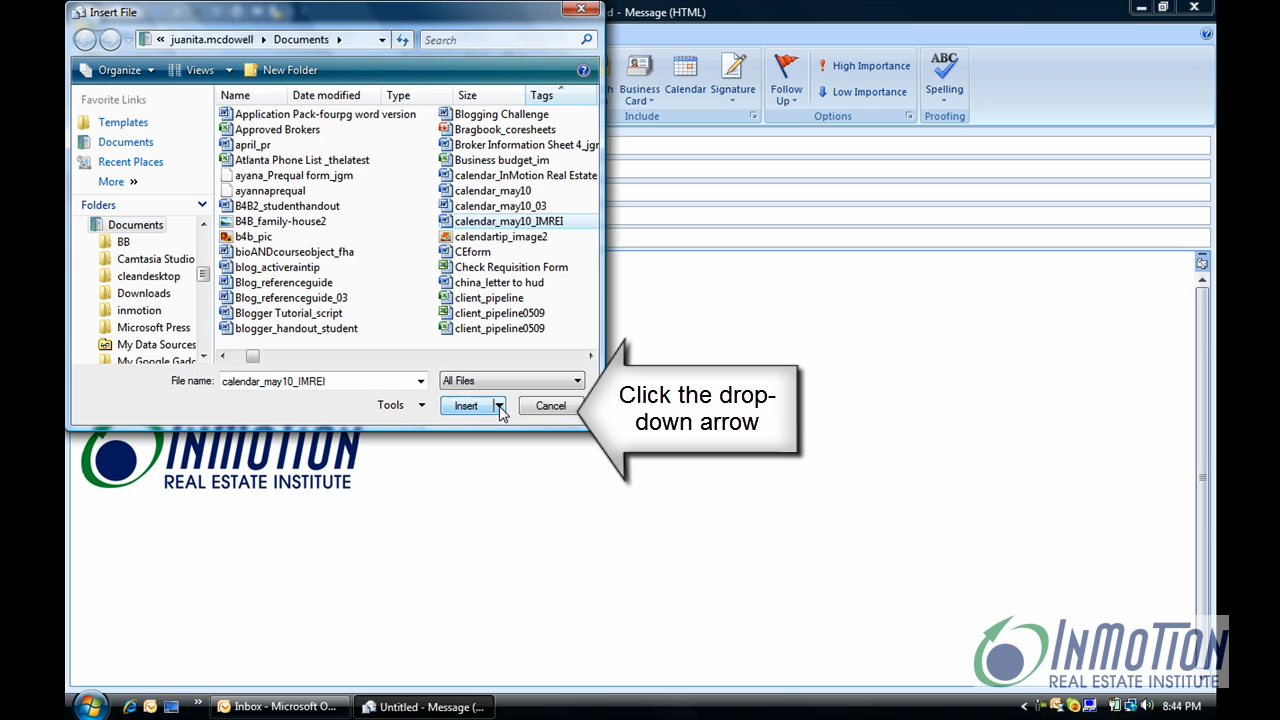 Insert File
d - Message (HTML)
« juanita.mcdowell Documents
Search
Organize Views New Folder
Business Card Calendar Signature
Include
Follow Up
High Importance
Low Importance
Options
ABC
Spelling
Proofing
Favorite Links
Templates
Documents
Recent Places
More »
Folders
Documents
BB
Camtasia Studio
cleandesktop
Downloads
inmotion
Microsoft Press
My Data Sources
My Google Gadg
Name Date modified Type Size Tags
Application Pack-fourpg word version
Approved Brokers
april_pr
Atlanta Phone List _thelatest
ayana_Prequal form_jgm
ayannaprequal
B4B2_studenthandout
B4B_family-house2
b4b_pic
bioANDcourseobject_fha
blog_activeraintip
Blog_referenceguide
Blog_referenceguide_03
Blogger Tutorial_script
blogger_handout_student
Blogging Challenge
Bragbook_coresheets
Broker Information Sheet 4_jgm
Business budget_im
calendar_InMotion Real Estate
calendar_may10
calendar_may10_03
calendar_may10_IMREI
calendartip_image2
CEform
Check Requisition Form
china_letter to hud
client_pipeline
client_pipeline0509
client_pipeline0509
File name: calendar_may10_IMREI All Files
Tools Insert Cancel
Click the drop-
down arrow
INMOTION
REAL ESTATE INSTITUTE
INMOTION
REAL ESTATE INSTITUTE
Inbox - Microsoft O... Untitled - Message (... 8:44 PM